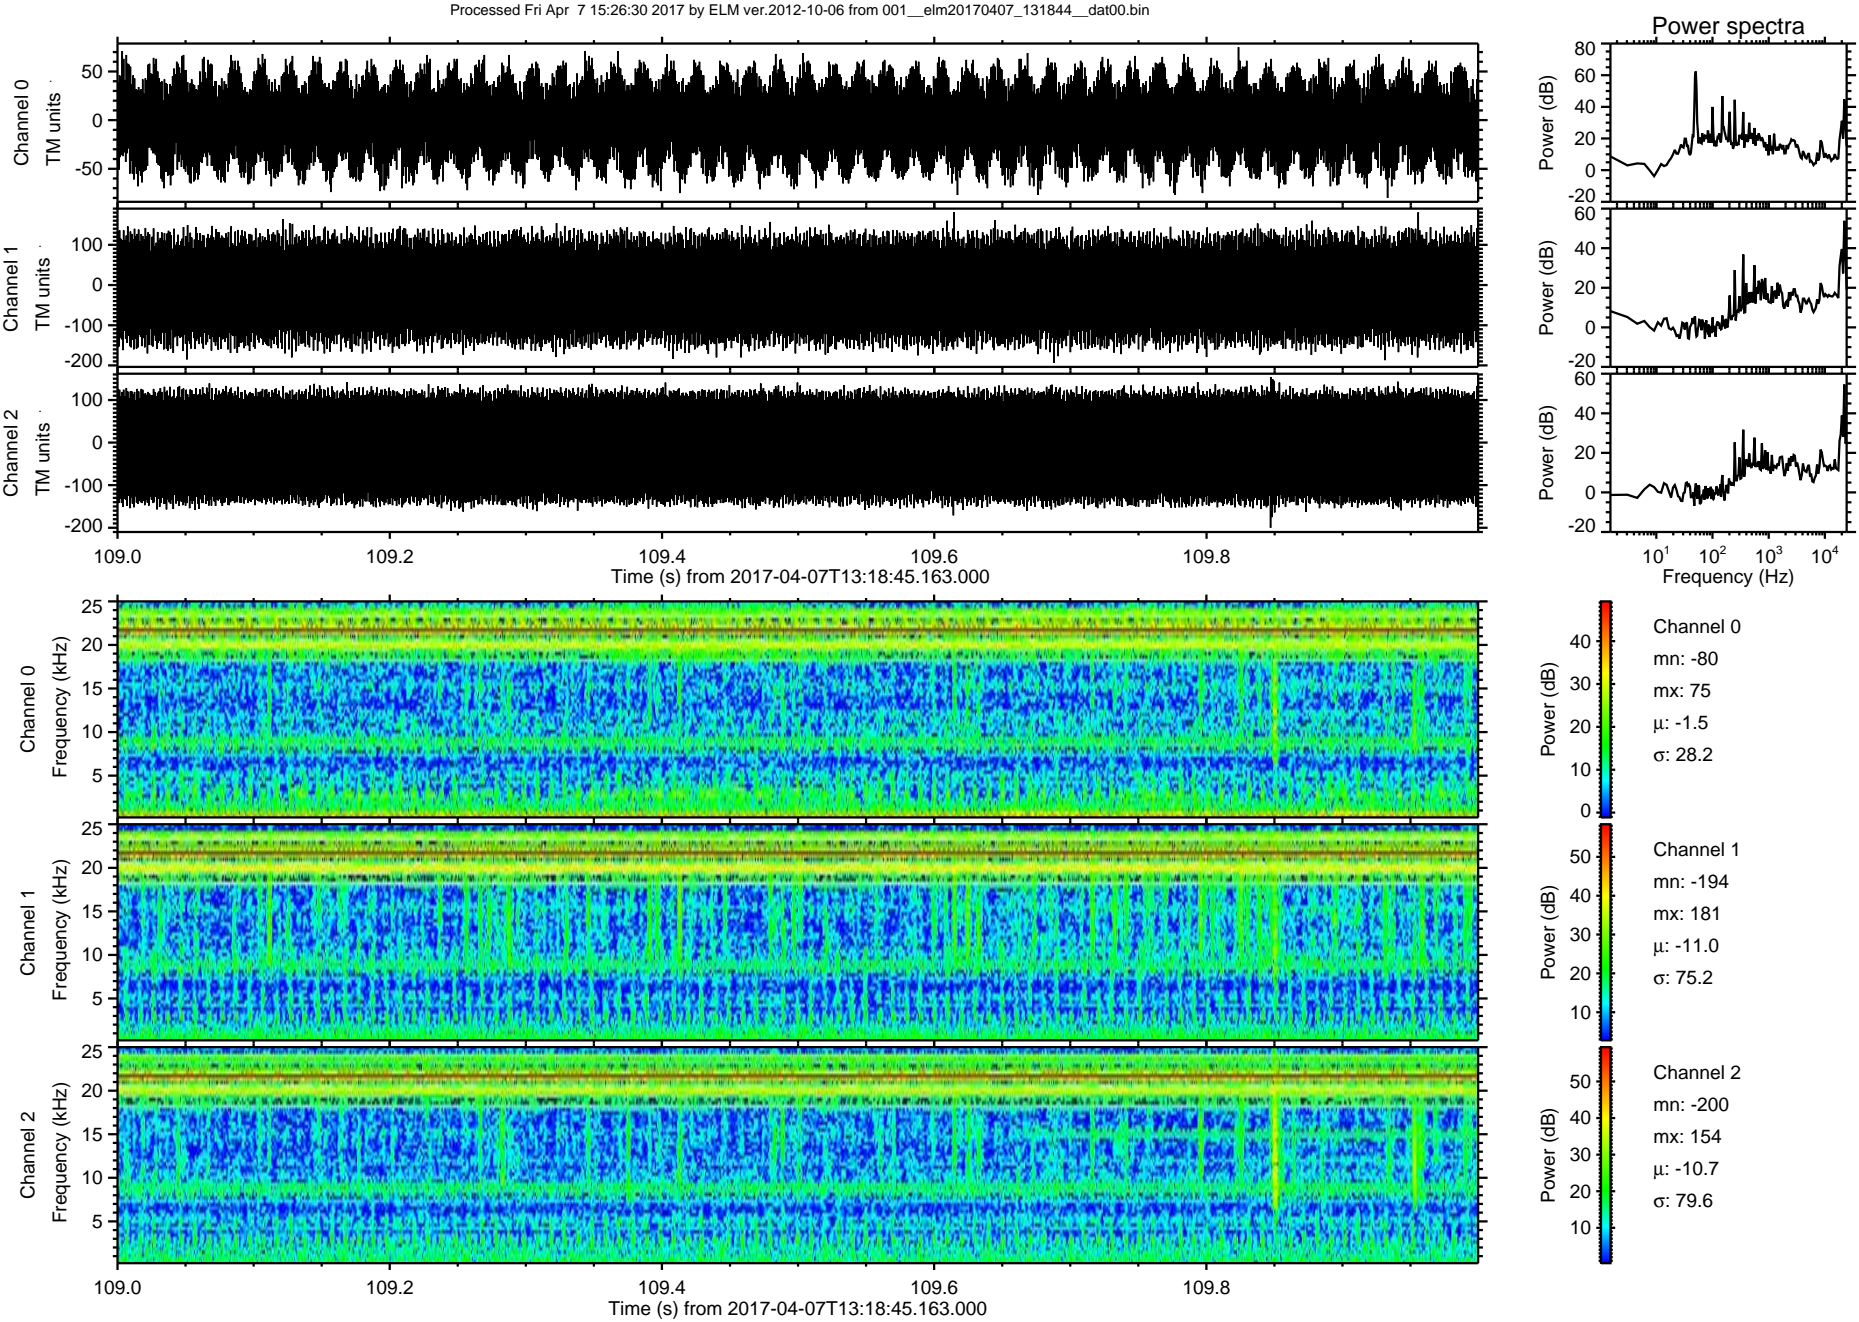 Processed Fri Apr 7 15:26:30 2017 by ELM ver.2012-10-06 from 001__elm20170407_131844__dat00.bin
Power spectra
Channel 0
TM units
50
0
-50
Power (dB)
80
60
40
20
0
-20
Channel 1
TM units
100
0
-100
-200
Power (dB)
60
40
20
0
-20
Channel 2
TM units
100
0
-100
-200
Power (dB)
60
40
20
0
-20
109.0 109.2 109.4 109.6 109.8
Time (s) from 2017-04-07T13:18:45.163.000
10¹ 10² 10³ 10⁴
Frequency (Hz)
Channel 0
Frequency (kHz)
25
20
15
10
5
Power (dB)
40
30
20
10
0
Channel 0
mn: -80
mx: 75
μ: -1.5
σ: 28.2
Channel 1
Frequency (kHz)
25
20
15
10
5
Power (dB)
50
40
30
20
10
Channel 1
mn: -194
mx: 181
μ: -11.0
σ: 75.2
Channel 2
Frequency (kHz)
25
20
15
10
5
Power (dB)
50
40
30
20
10
Channel 2
mn: -200
mx: 154
μ: -10.7
σ: 79.6
109.0 109.2 109.4 109.6 109.8
Time (s) from 2017-04-07T13:18:45.163.000